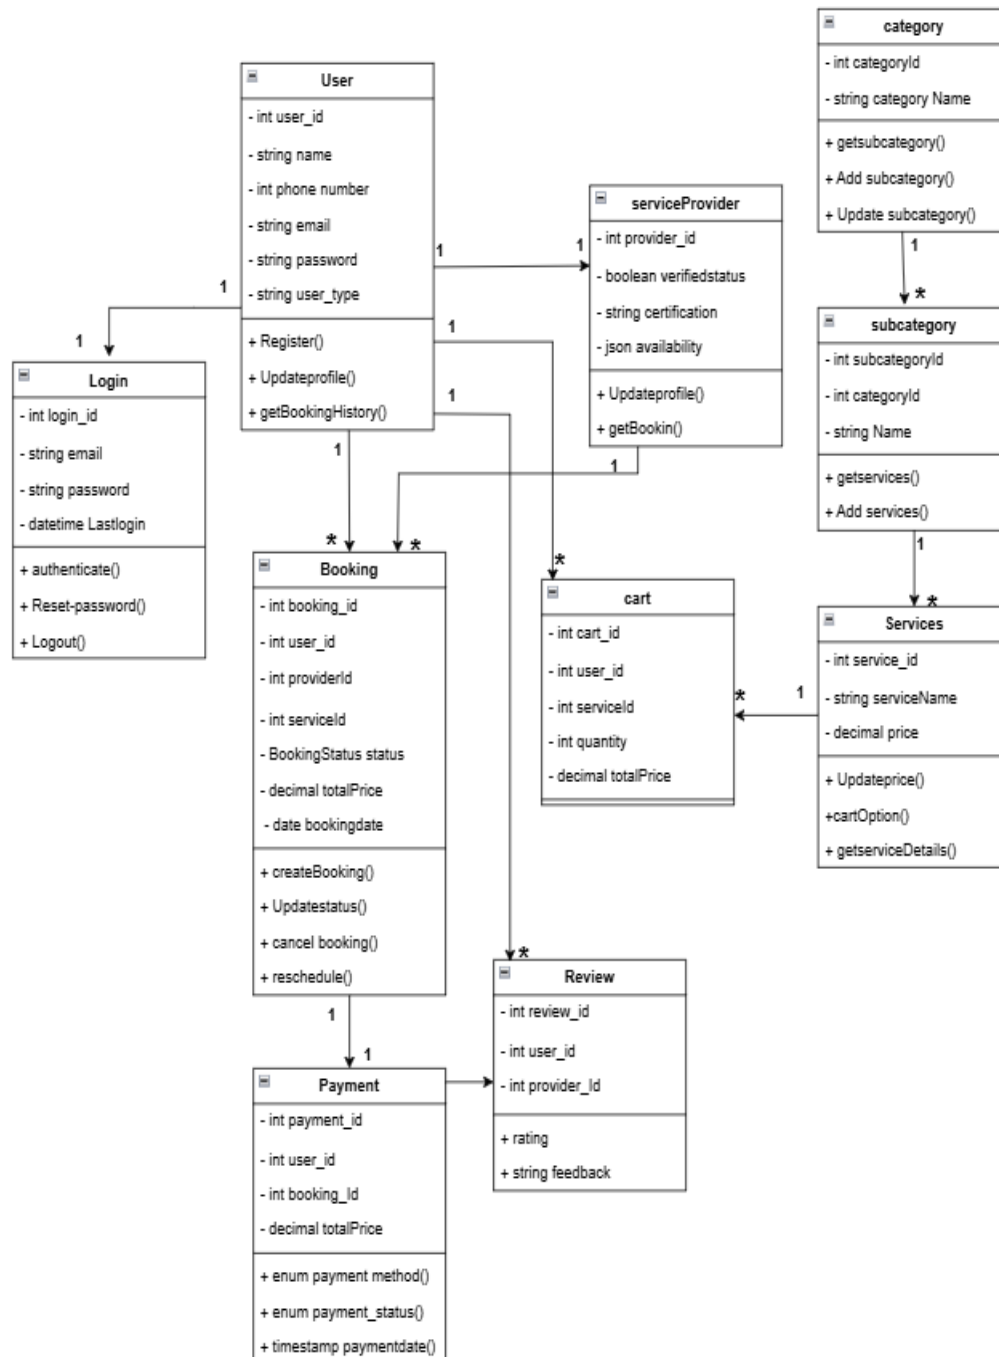 User
- int user_id
- string name
- int phone number
- string email
- string password
- string user_type
+ Register()
+ Updateprofile()
+ getBookingHistory()
category
- int categoryId
- string category Name
+ getsubcategory()
+ Add subcategory()
+ Update subcategory()
serviceProvider
- int provider_id
- boolean verifiedstatus
- string certification
- json availability
+ Updateprofile()
+ getBookin()
1
1
1
1
1
1
1
1
1
*
*
*
*
Login
- int login_id
- string email
- string password
- datetime Lastlogin
+ authenticate()
+ Reset-password()
+ Logout()
subcategory
- int subcategoryId
- int categoryId
- string Name
+ getservices()
+ Add services()
1
*
Booking
- int booking_id
- int user_id
- int providerId
- int serviceId
- BookingStatus status
- decimal totalPrice
- date bookingdate
+ createBooking()
+ Updatestatus()
+ cancel booking()
+ reschedule()
cart
- int cart_id
- int user_id
- int serviceId
- int quantity
- decimal totalPrice
*
1
Services
- int service_id
- string serviceName
- decimal price
+ Updateprice()
+cartOption()
+ getserviceDetails()
1
1
*
Review
- int review_id
- int user_id
- int provider_Id
+ rating
+ string feedback
Payment
- int payment_id
- int user_id
- int booking_Id
- decimal totalPrice
+ enum payment method()
+ enum payment_status()
+ timestamp paymentdate()